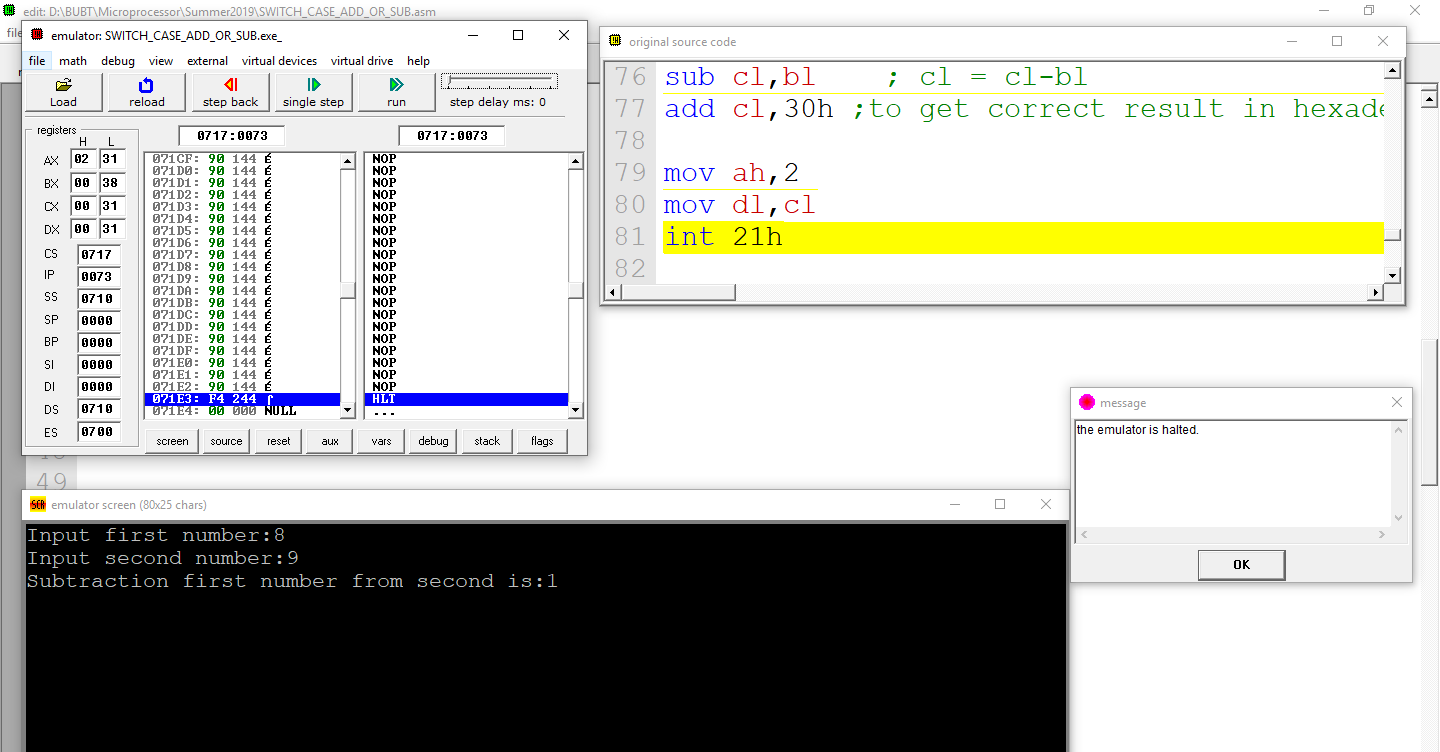 edit: D:\BUBT\Microprocessor\Summer2019\SWITCH_CASE_ADD_OR_SUB.asm
file
emulator: SWITCH_CASE_ADD_OR_SUB.exe_
file math debug view external virtual devices virtual drive help
Load reload step back single step run step delay ms: 0
registers
H L
AX 02 31
BX 00 38
CX 00 31
DX 00 31
CS 0717
IP 0073
SS 0710
SP 0000
BP 0000
SI 0000
DI 0000
DS 0710
ES 0700
0717:0073 0717:0073
071CF: 90 144 É NOP
071D0: 90 144 É NOP
071D1: 90 144 É NOP
071D2: 90 144 É NOP
071D3: 90 144 É NOP
071D4: 90 144 É NOP
071D5: 90 144 É NOP
071D6: 90 144 É NOP
071D7: 90 144 É NOP
071D8: 90 144 É NOP
071D9: 90 144 É NOP
071DA: 90 144 É NOP
071DB: 90 144 É NOP
071DC: 90 144 É NOP
071DD: 90 144 É NOP
071DE: 90 144 É NOP
071DF: 90 144 É NOP
071E0: 90 144 É NOP
071E1: 90 144 É NOP
071E2: 90 144 É NOP
071E3: F4 244 ⌠ HLT
071E4: 00 000 NULL ...
screen source reset aux vars debug stack flags
original source code
76 sub cl,bl ; cl = cl-bl
77 add cl,30h ;to get correct result in hexade
78
79 mov ah,2
80 mov dl,cl
81 int 21h
82
49
message
the emulator is halted.
OK
SCR emulator screen (80x25 chars)
Input first number:8
Input second number:9
Subtraction first number from second is:1